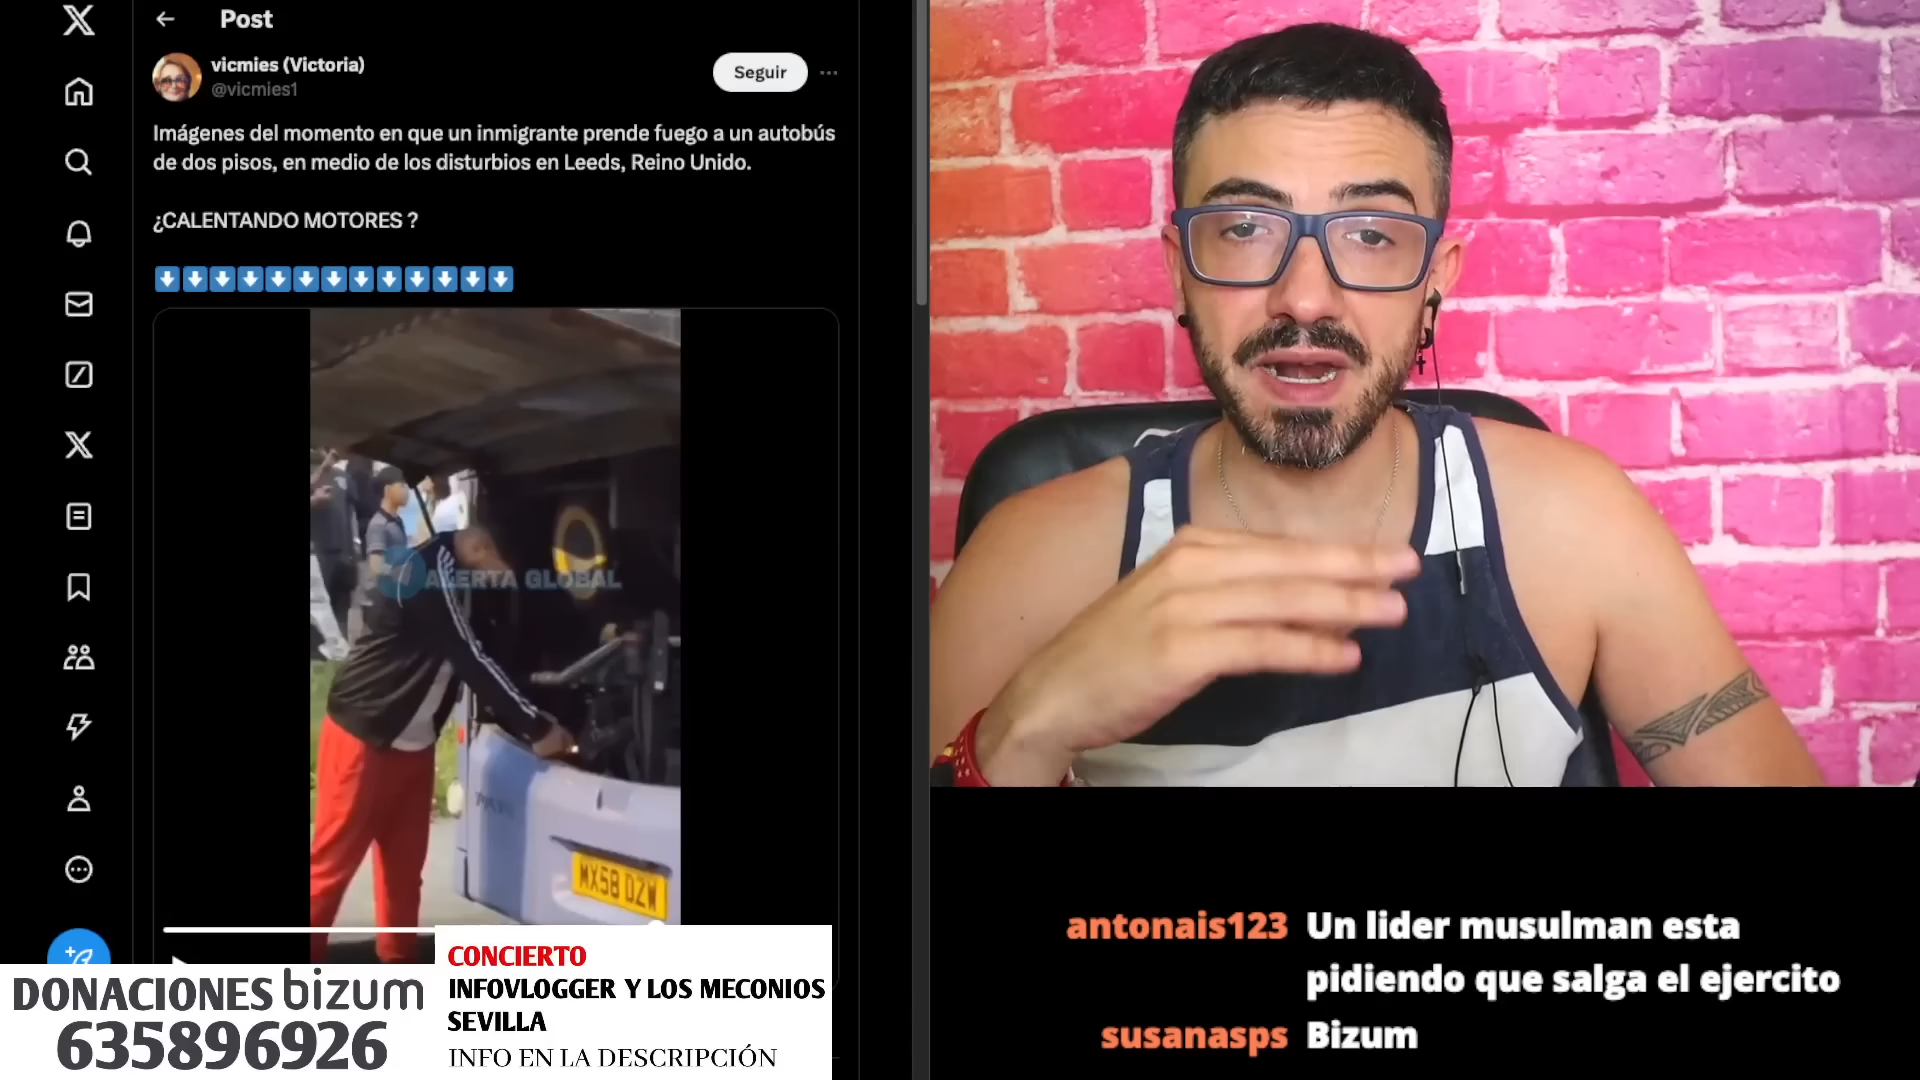 Post
vicmies (Victoria)
@vicmies1
Seguir
Imágenes del momento en que un inmigrante prende fuego a un autobús
de dos pisos, en medio de los disturbios en Leeds, Reino Unido.
¿CALENTANDO MOTORES ?
ALERTA GLOBAL
MX58 DZW
DONACIONES bizum
635896926
CONCIERTO
INFOVLOGGER Y LOS MECONIOS
SEVILLA
INFO EN LA DESCRIPCIÓN
antonais123 Un lider musulman esta
pidiendo que salga el ejercito
susanasps Bizum